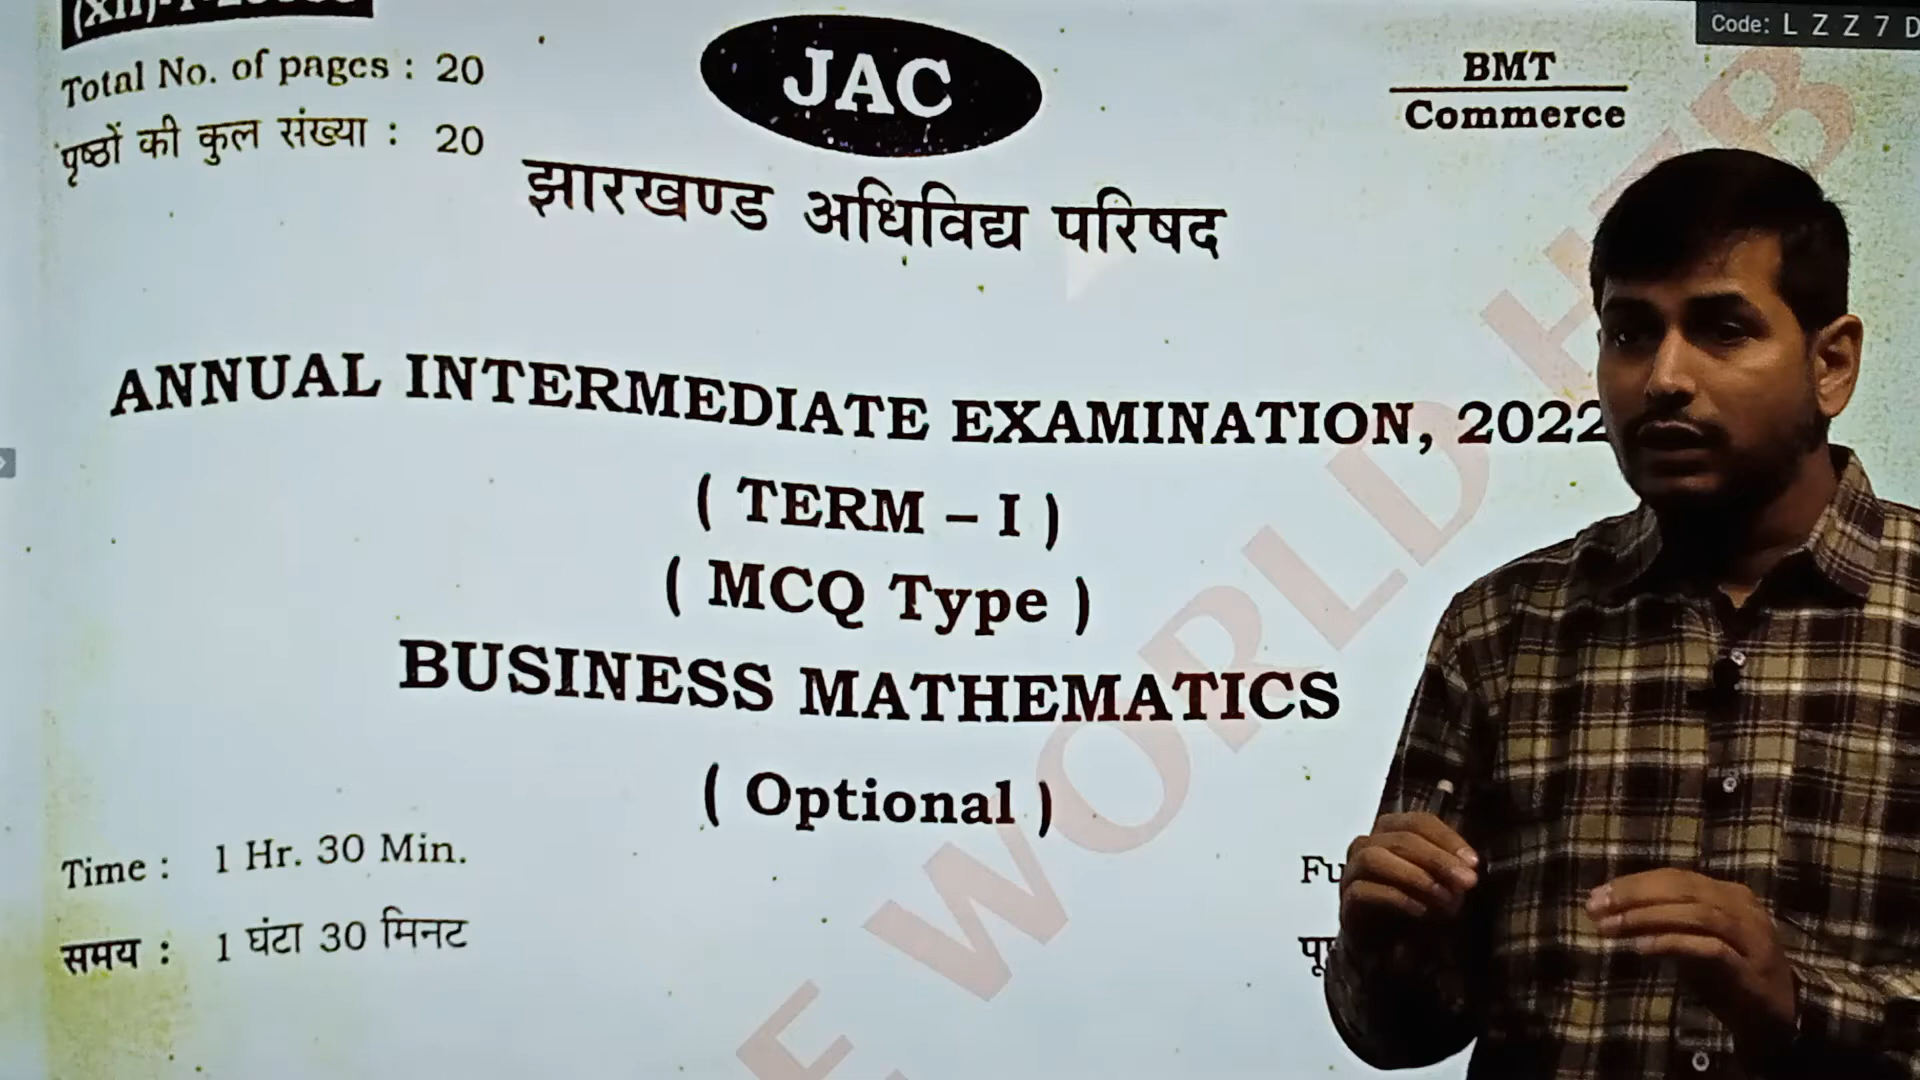 Code: L Z Z 7 D
Total No. of pages : 20
पृष्ठों की कुल संख्या : 20
JAC
BMT
Commerce
झारखण्ड अधिविद्य परिषद
ANNUAL INTERMEDIATE EXAMINATION, 2022
( TERM – I )
( MCQ Type )
BUSINESS MATHEMATICS
( Optional )
Time : 1 Hr. 30 Min.
समय : 1 घंटा 30 मिनट
WORLD